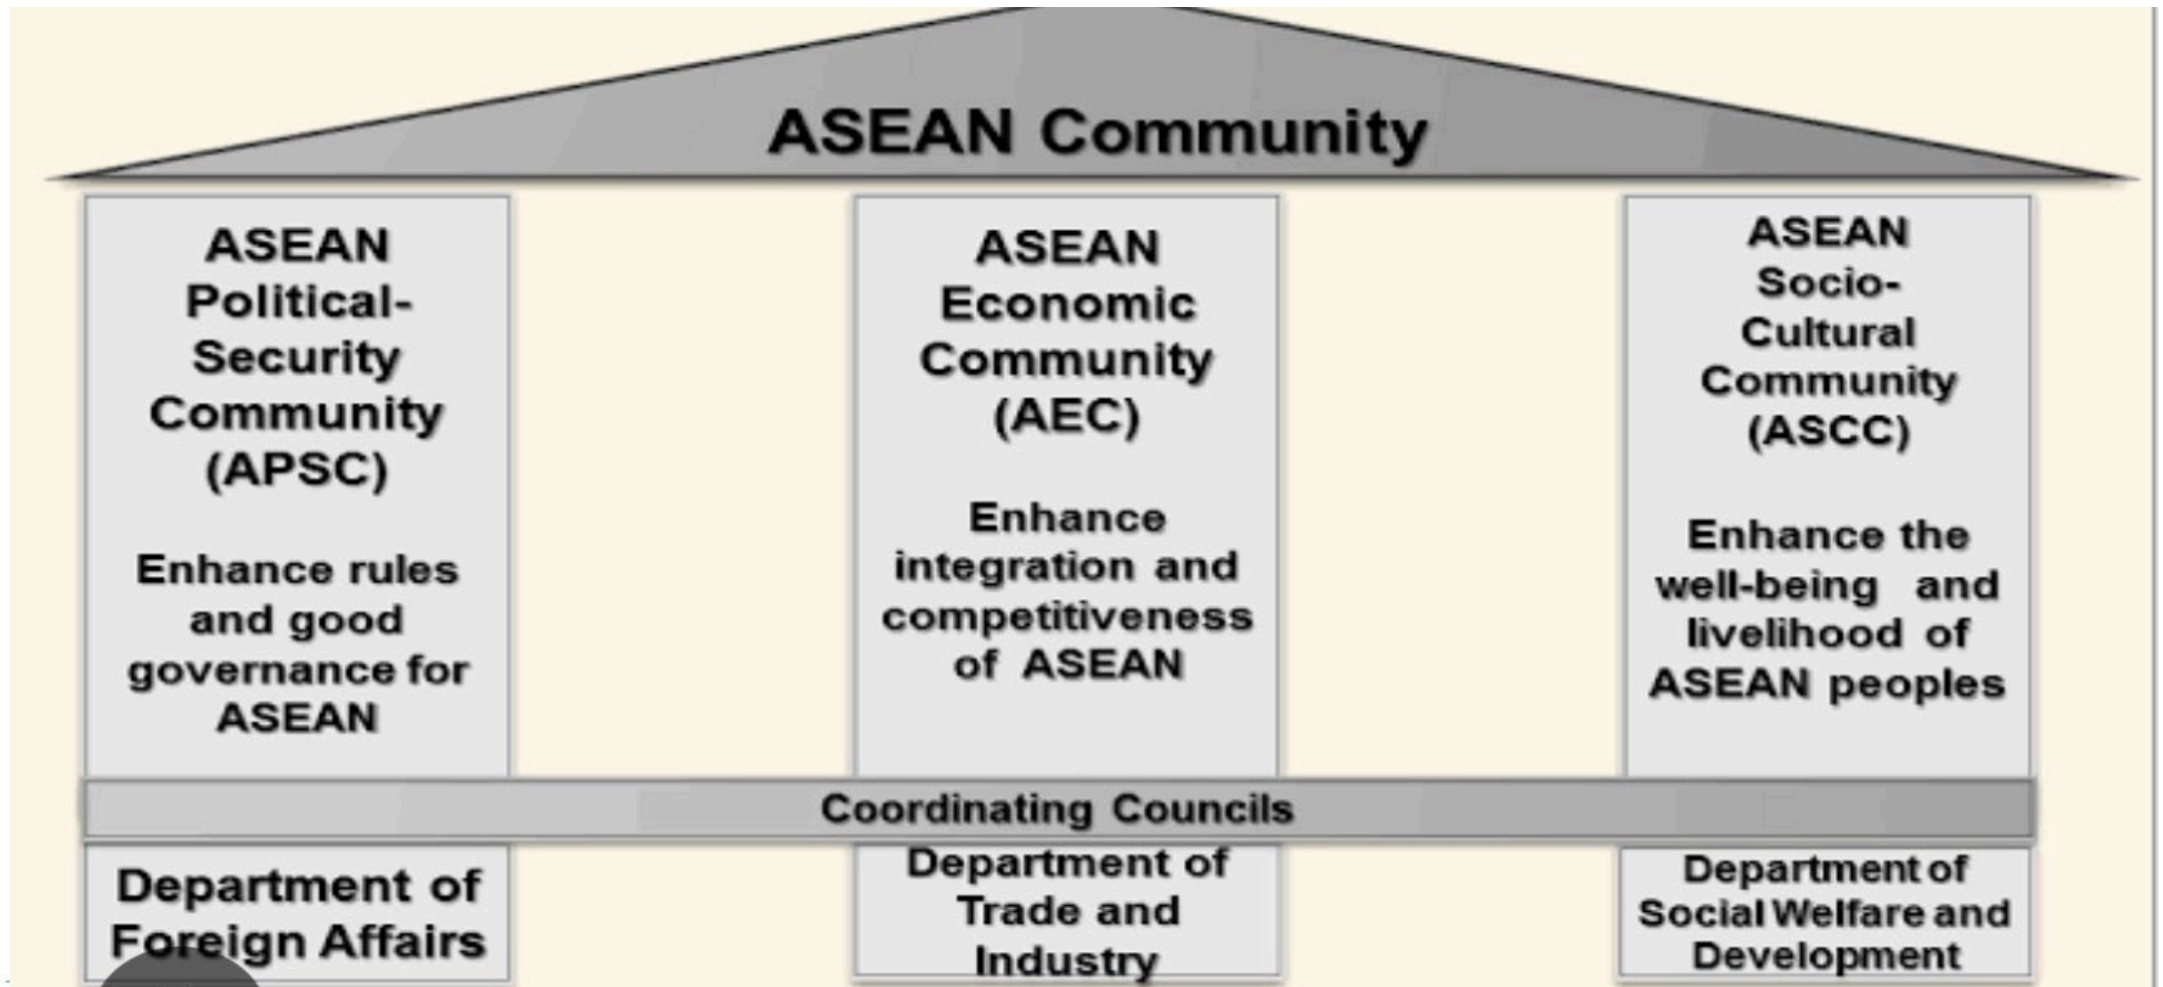 ASEAN Community
ASEAN
Political-
Security
Community
(APSC)
Enhance rules
and good
governance for
ASEAN
ASEAN
Economic
Community
(AEC)
Enhance
integration and
competitiveness
of ASEAN
ASEAN
Socio-
Cultural
Community
(ASCC)
Enhance the
well-being and
livelihood of
ASEAN peoples
Coordinating Councils
Department of
Foreign Affairs
Department of
Trade and
Industry
Department of
Social Welfare and
Development